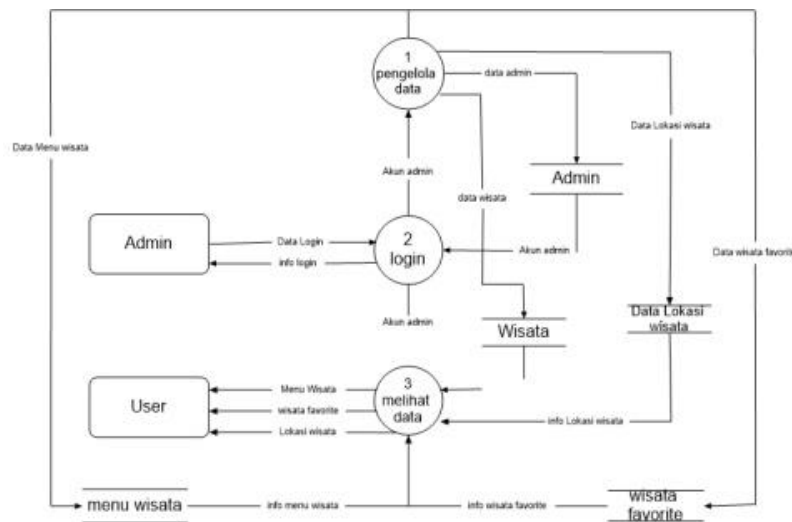 1
pengelola
data
data admin
Data Lokasi wisata
Data Menu wisata
Akun admin
Admin
data wisata
Admin
Data Login
2
login
Akun admin
Data wisata favorite
info login
Akun admin
Wisata
Data Lokasi
wisata
User
Menu Wisata
3
melihat
data
wisata favorite
Lokasi wisata
info Lokasi wisata
menu wisata
info menu wisata
info wisata favorite
wisata
favorite